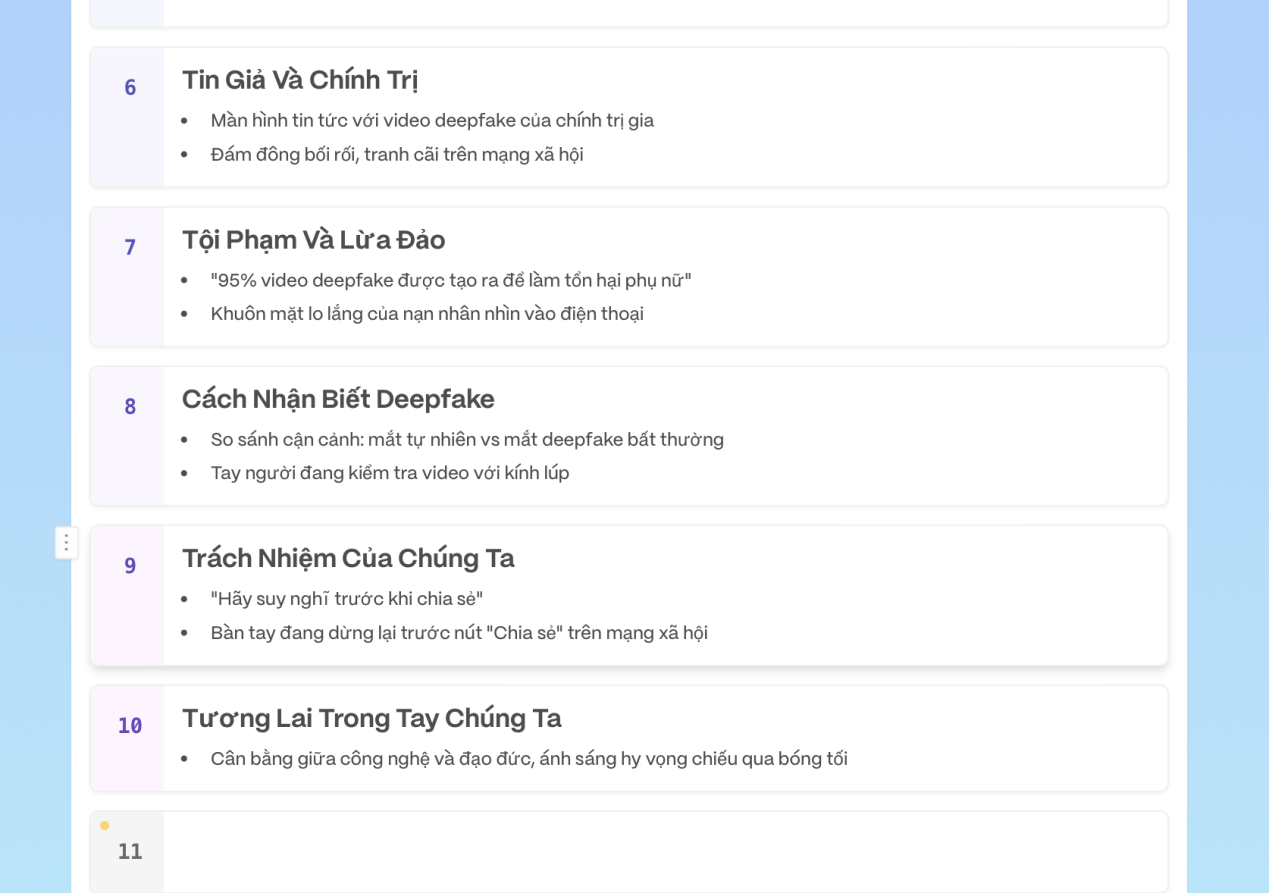 6
Tin Giả Và Chính Trị
• Màn hình tin tức với video deepfake của chính trị gia
• Đám đông bối rối, tranh cãi trên mạng xã hội
7
Tội Phạm Và Lừa Đảo
• "95% video deepfake được tạo ra để làm tổn hại phụ nữ"
• Khuôn mặt lo lắng của nạn nhân nhìn vào điện thoại
8
Cách Nhận Biết Deepfake
• So sánh cận cảnh: mắt tự nhiên vs mắt deepfake bất thường
• Tay người đang kiểm tra video với kính lúp
9
Trách Nhiệm Của Chúng Ta
• "Hãy suy nghĩ trước khi chia sẻ"
• Bàn tay đang dừng lại trước nút "Chia sẻ" trên mạng xã hội
10
Tương Lai Trong Tay Chúng Ta
• Cân bằng giữa công nghệ và đạo đức, ánh sáng hy vọng chiếu qua bóng tối
11